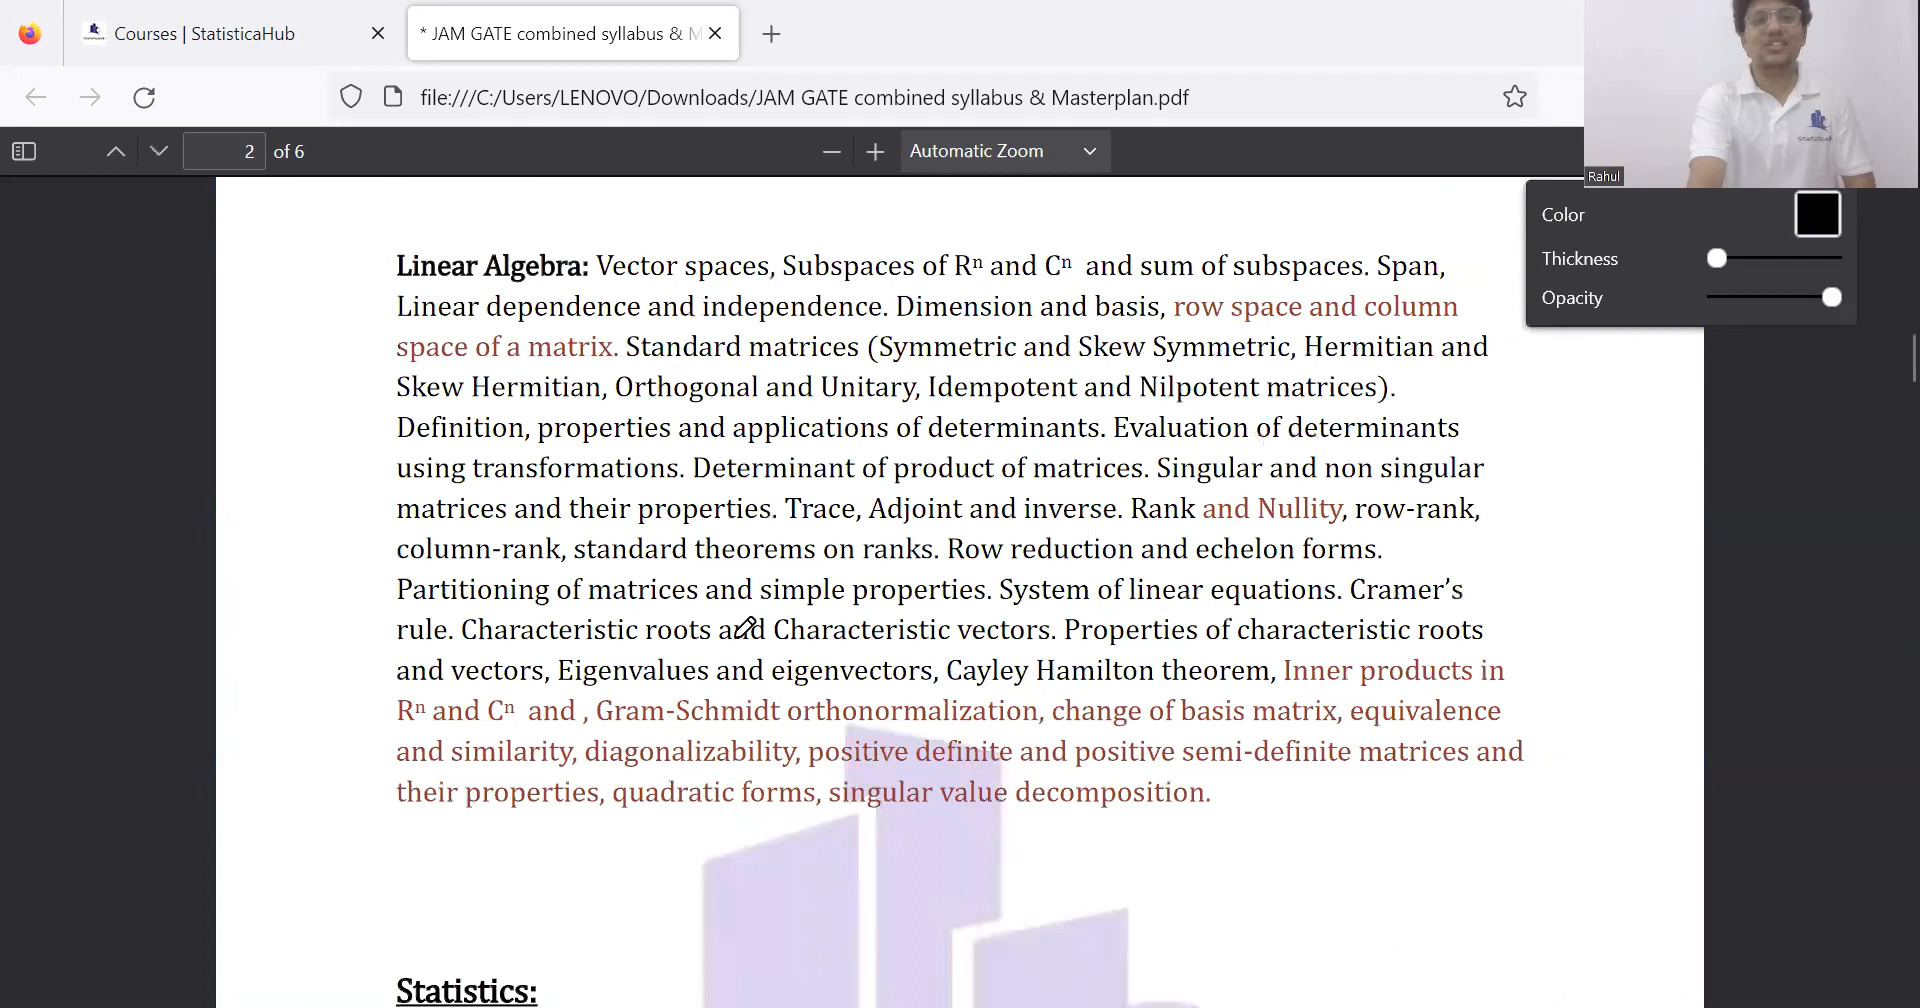 Courses | StatisticaHub
* JAM GATE combined syllabus & M
file:///C:/Users/LENOVO/Downloads/JAM GATE combined syllabus & Masterplan.pdf
2 of 6
Automatic Zoom
Rahul
Color
Thickness
Opacity
Linear Algebra: Vector spaces, Subspaces of Rⁿ and Cⁿ and sum of subspaces. Span,
Linear dependence and independence. Dimension and basis, row space and column
space of a matrix. Standard matrices (Symmetric and Skew Symmetric, Hermitian and
Skew Hermitian, Orthogonal and Unitary, Idempotent and Nilpotent matrices).
Definition, properties and applications of determinants. Evaluation of determinants
using transformations. Determinant of product of matrices. Singular and non singular
matrices and their properties. Trace, Adjoint and inverse. Rank and Nullity, row-rank,
column-rank, standard theorems on ranks. Row reduction and echelon forms.
Partitioning of matrices and simple properties. System of linear equations. Cramer’s
rule. Characteristic roots and Characteristic vectors. Properties of characteristic roots
and vectors, Eigenvalues and eigenvectors, Cayley Hamilton theorem, Inner products in
Rⁿ and Cⁿ and , Gram-Schmidt orthonormalization, change of basis matrix, equivalence
and similarity, diagonalizability, positive definite and positive semi-definite matrices and
their properties, quadratic forms, singular value decomposition.
Statistics: